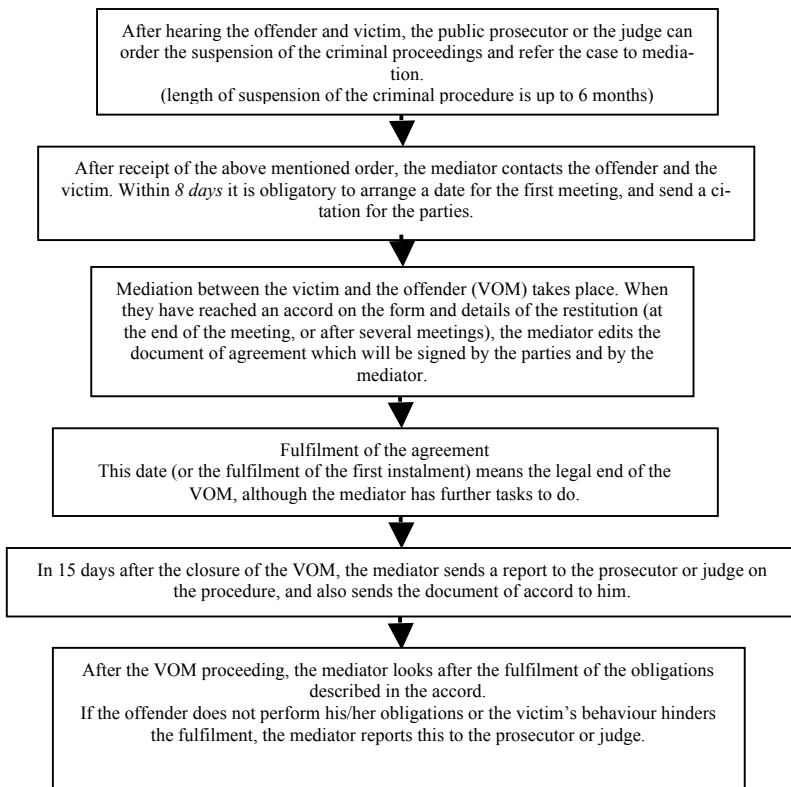 After hearing the offender and victim, the public prosecutor or the judge can
order the suspension of the criminal proceedings and refer the case to media-
tion.
(length of suspension of the criminal procedure is up to 6 months)
After receipt of the above mentioned order, the mediator contacts the offender and the
victim. Within 8 days it is obligatory to arrange a date for the first meeting, and send a ci-
tation for the parties.
Mediation between the victim and the offender (VOM) takes place. When
they have reached an accord on the form and details of the restitution (at
the end of the meeting, or after several meetings), the mediator edits the
document of agreement which will be signed by the parties and by the
mediator.
Fulfilment of the agreement
This date (or the fulfilment of the first instalment) means the legal end of the
VOM, although the mediator has further tasks to do.
In 15 days after the closure of the VOM, the mediator sends a report to the prosecutor or judge on
the procedure, and also sends the document of accord to him.
After the VOM proceeding, the mediator looks after the fulfilment of the obligations
described in the accord.
If the offender does not perform his/her obligations or the victim's behaviour hinders
the fulfilment, the mediator reports this to the prosecutor or judge.